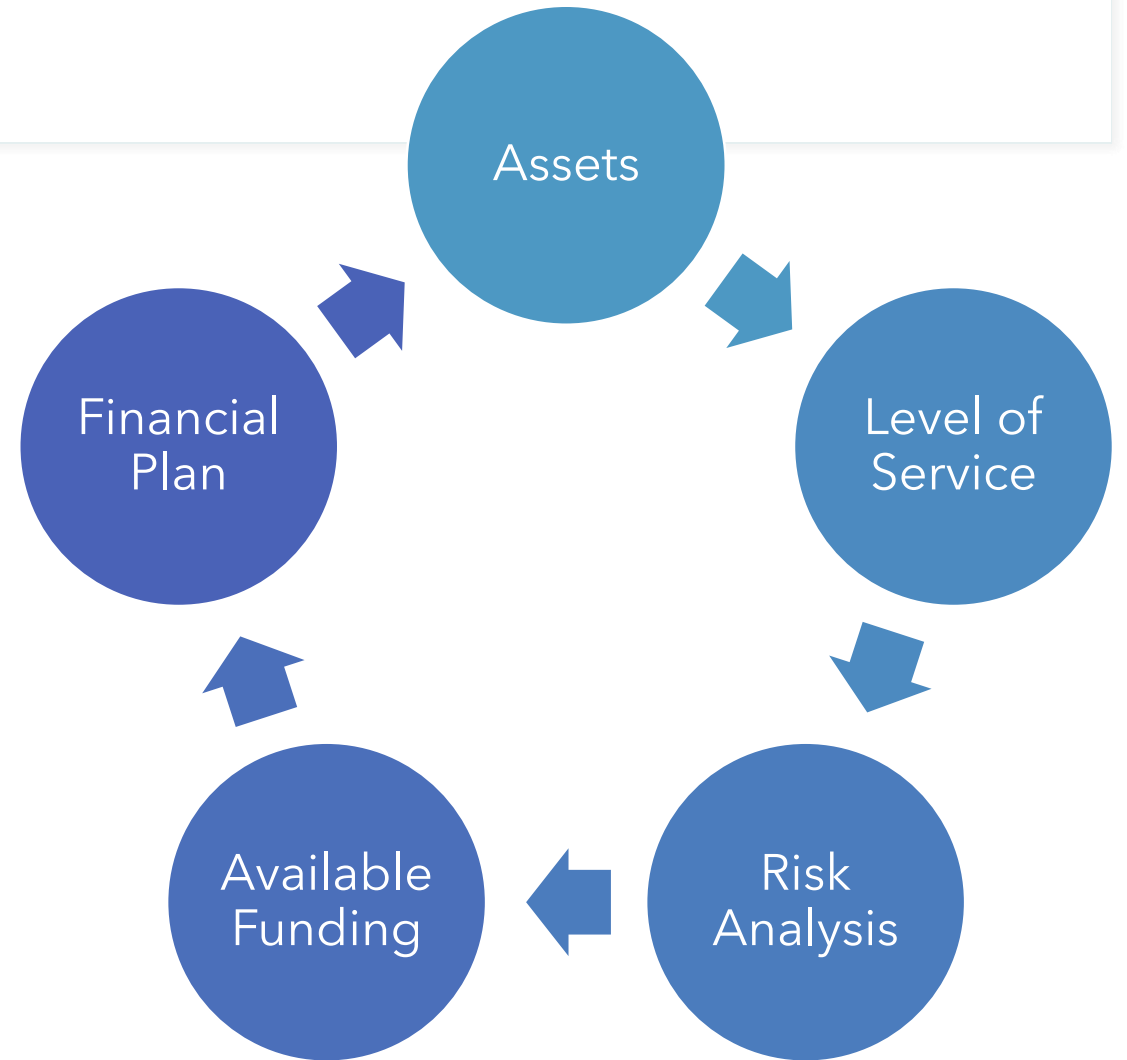 Assets
Level of
Service
Risk
Analysis
Available
Funding
Financial
Plan